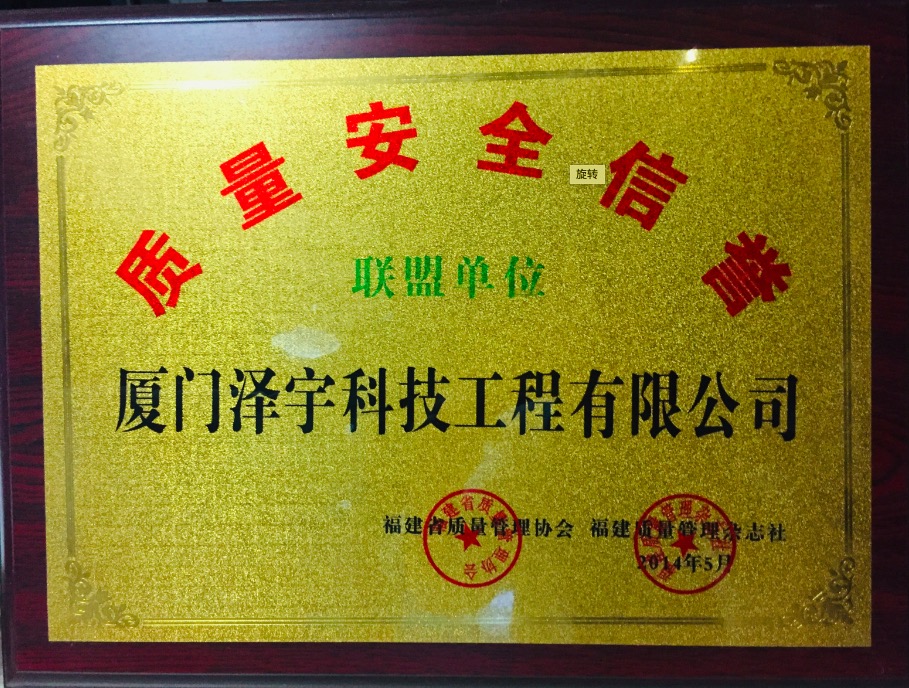 质量安全信誉
旋转
联盟单位
厦门泽宇科技工程有限公司
福建省质量管理协会 福建质量管理杂志社
2014年5月